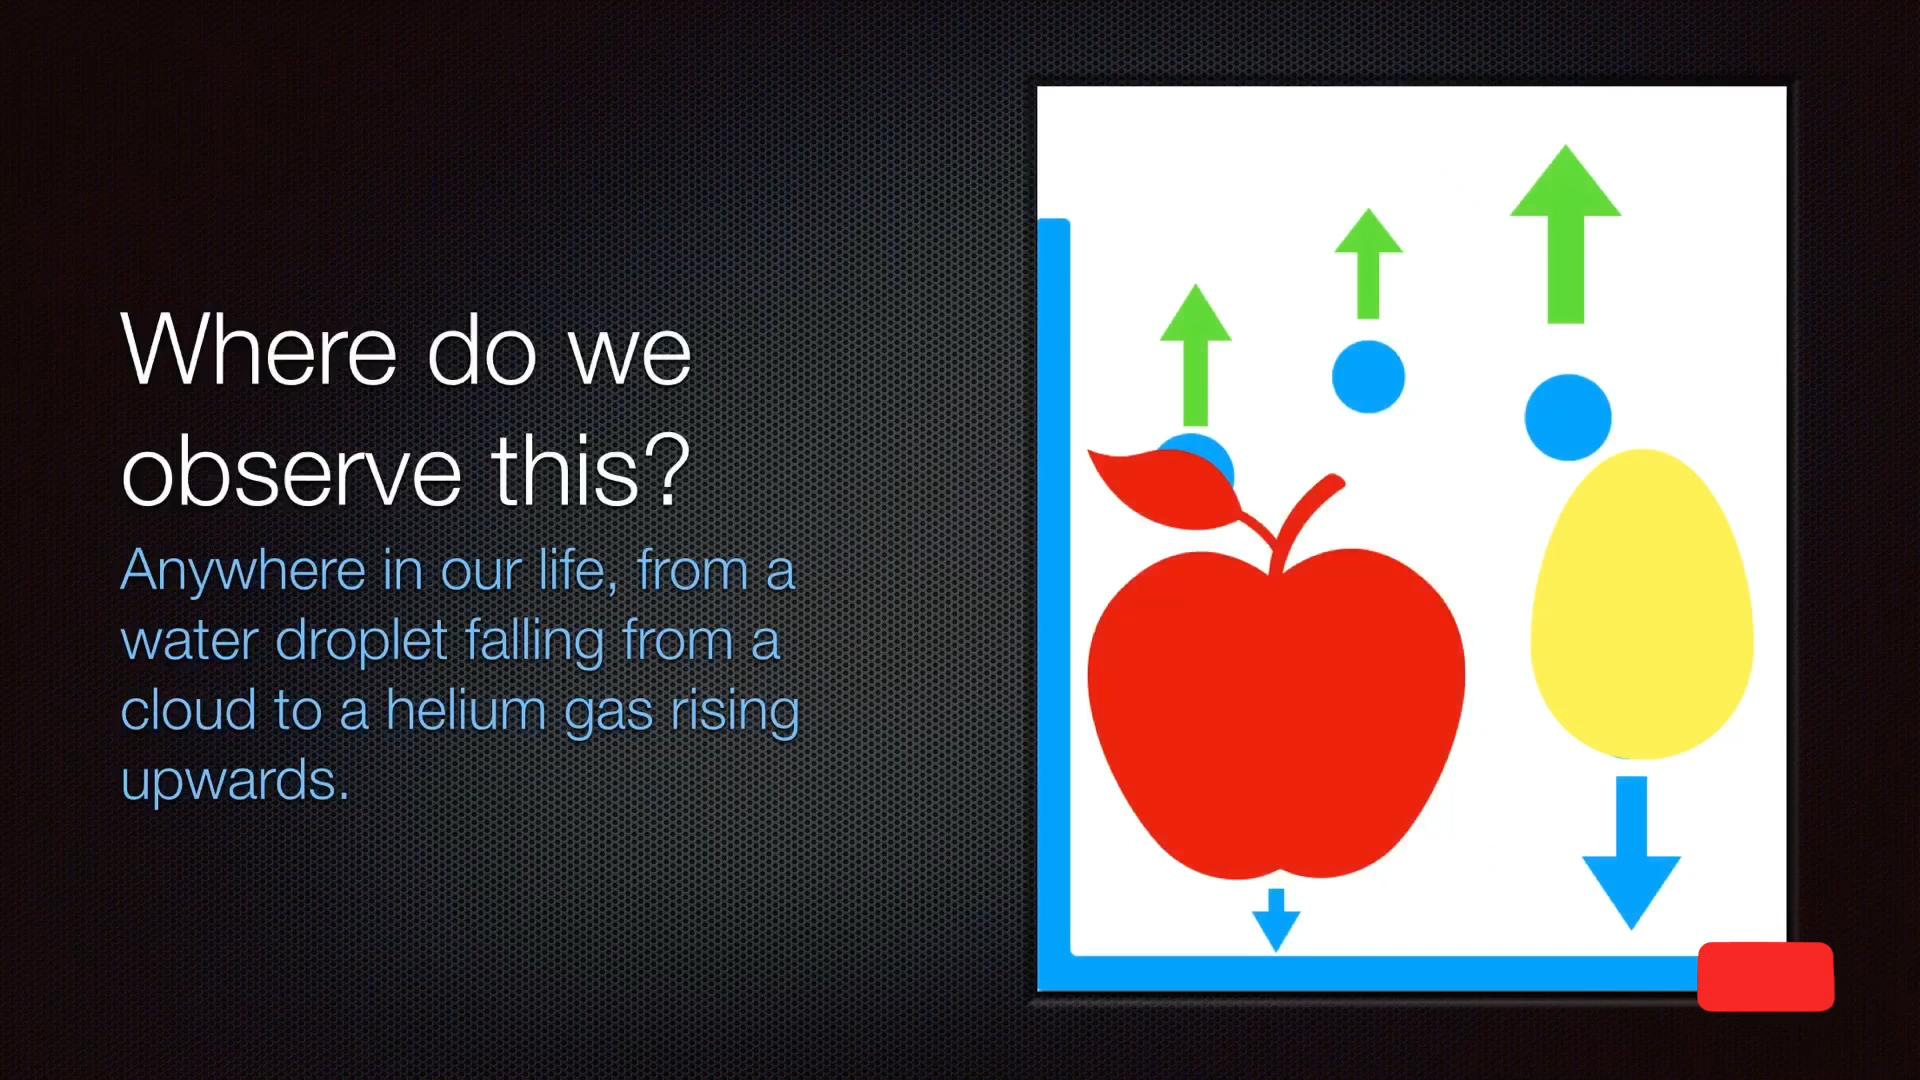 Where do we
observe this?
Anywhere in our life, from a
water droplet falling from a
cloud to a helium gas rising
upwards.